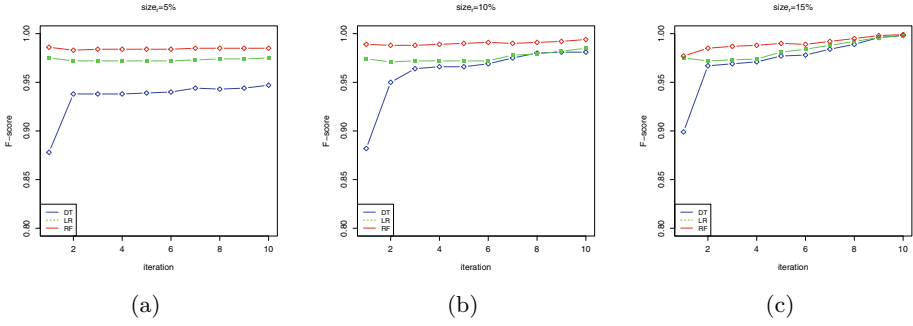 size_r=5%
F−score
1.00
0.95
0.90
0.85
0.80
DT
LR
RF
2 4 6 8 10
iteration
(a)
size_r=10%
F−score
1.00
0.95
0.90
0.85
0.80
DT
LR
RF
2 4 6 8 10
iteration
(b)
size_r=15%
F−score
1.00
0.95
0.90
0.85
0.80
DT
LR
RF
2 4 6 8 10
iteration
(c)